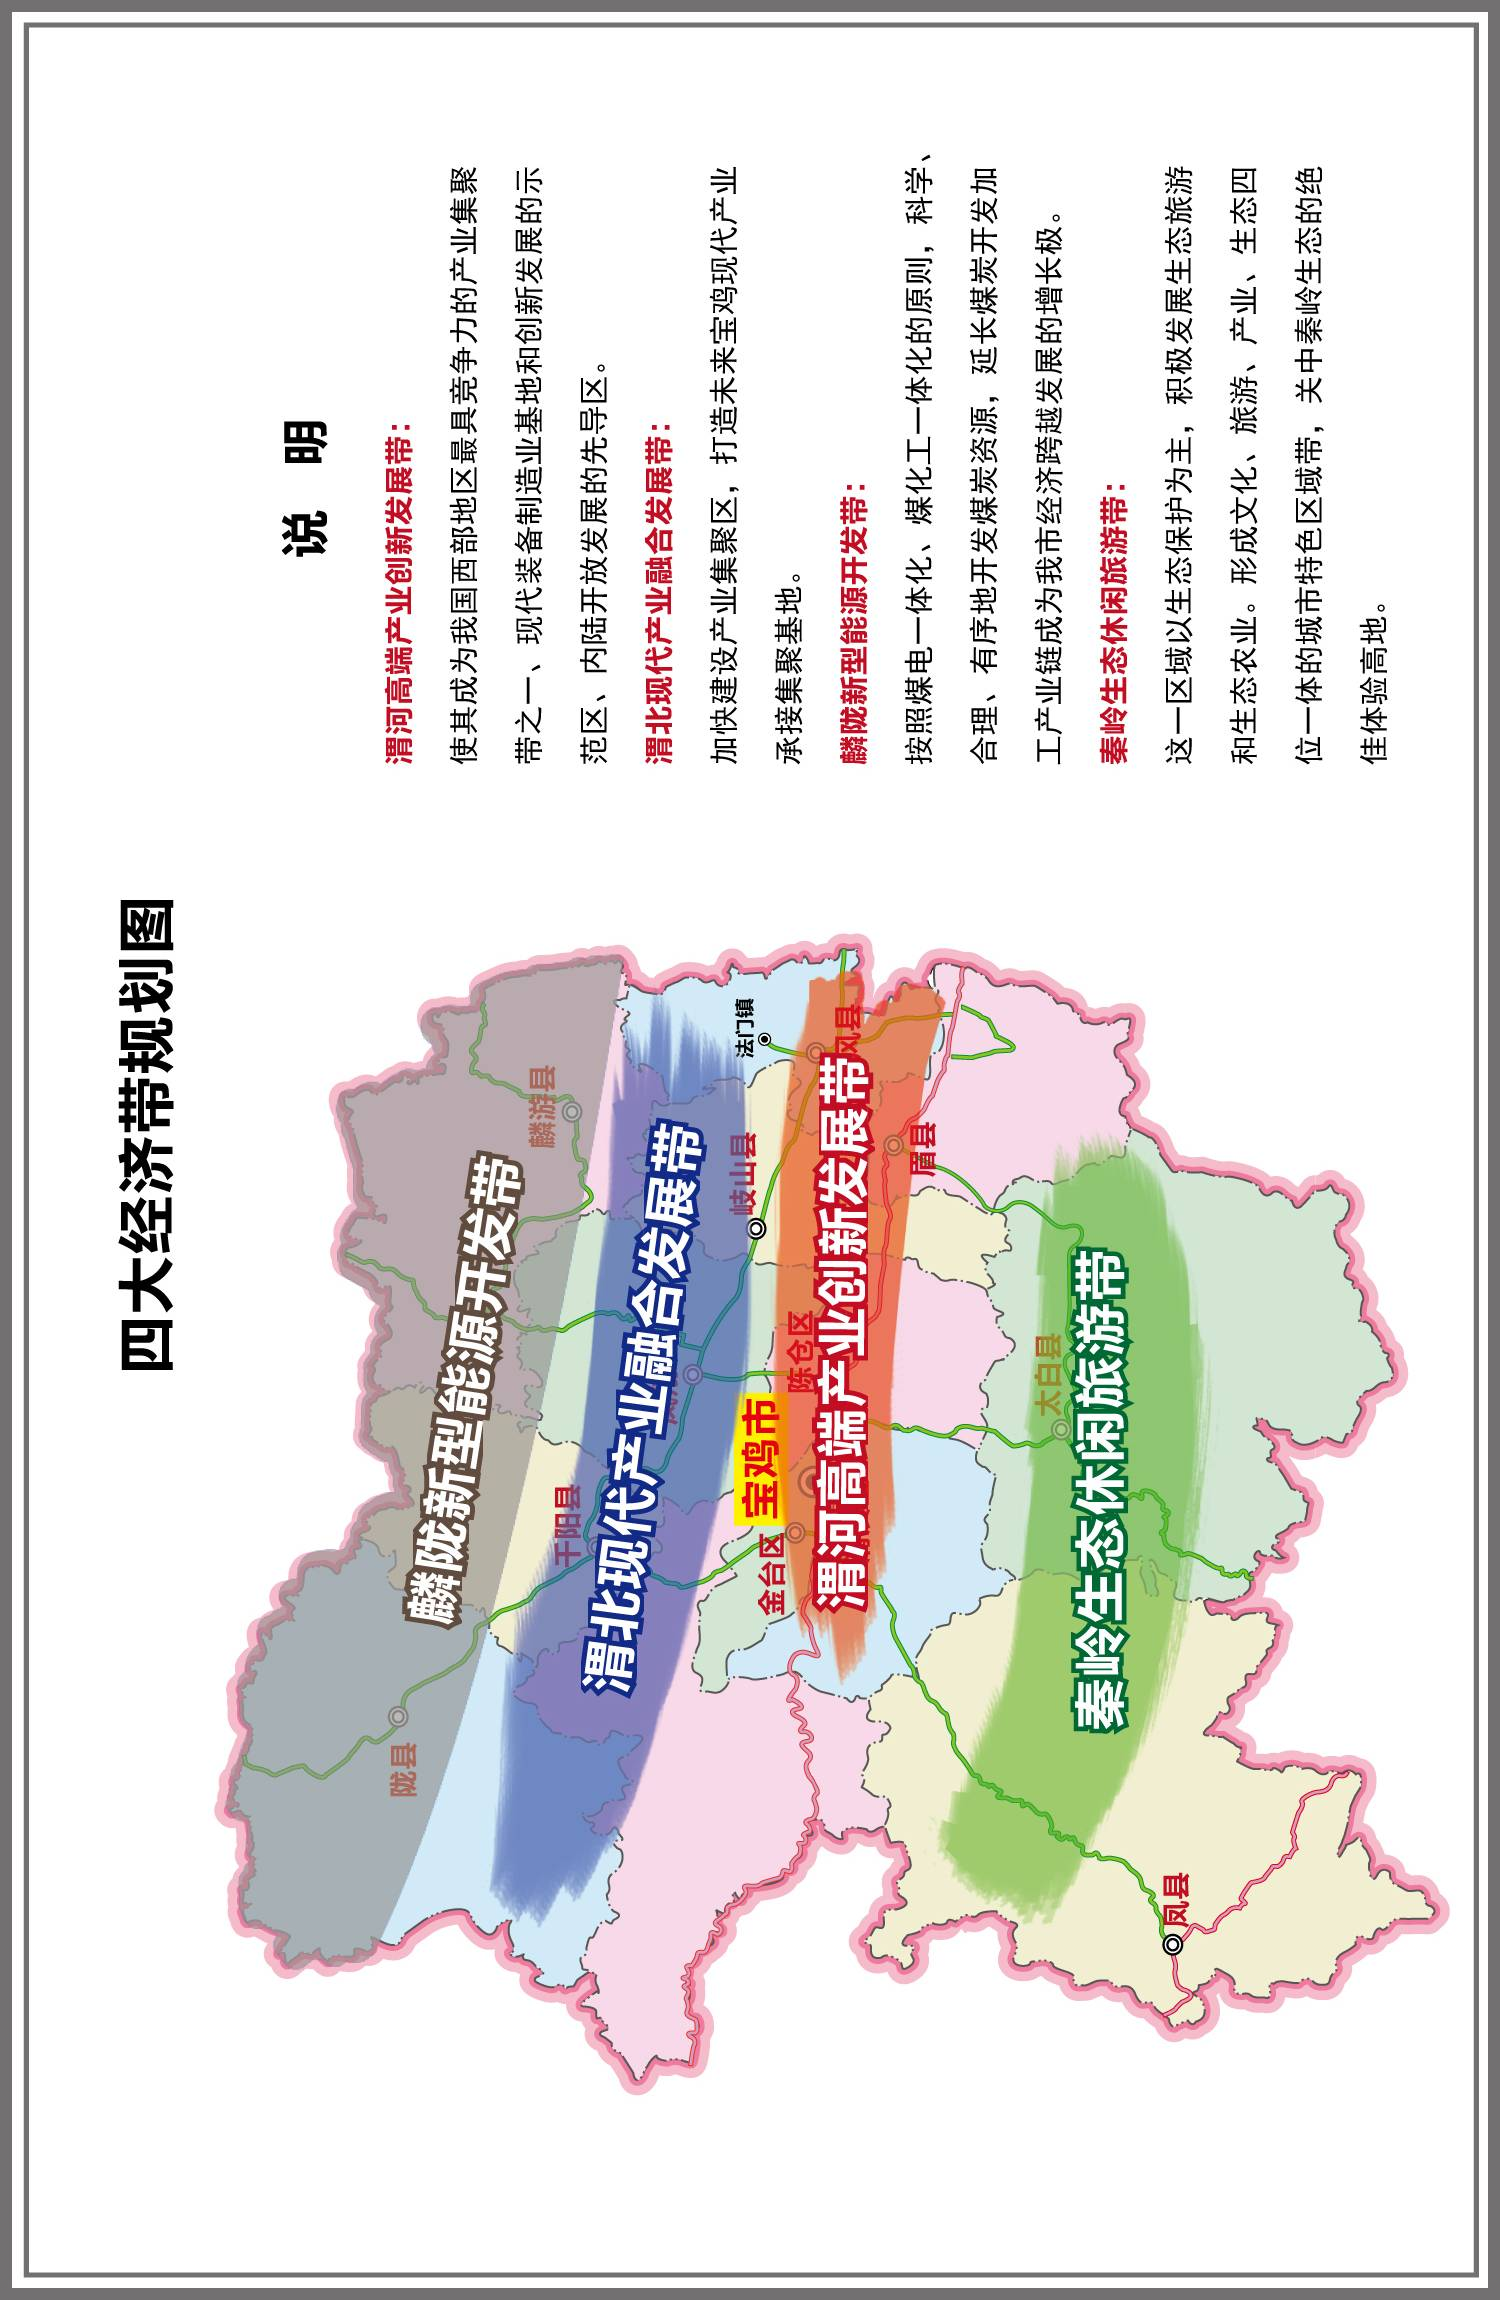 四大经济带规划图
麟陇新型能源开发带
渭北现代产业融合发展带
渭河高端产业创新发展带
秦岭生态休闲旅游带
麟游县
陇县
千阳县
岐山县
法门镇
眉县
陈仓区
宝鸡市
金台区
太白县
凤县
说 明
渭河高端产业创新发展带：
使其成为我国西部地区最具竞争力的产业集聚
带之一、现代装备制造业基地和创新发展的示
范区、内陆开放发展的先导区。
渭北现代产业融合发展带：
加快建设产业集聚区，打造未来宝鸡现代产业
承接集聚基地。
麟陇新型能源开发带：
按照煤电一体化、煤化工一体化的原则，科学、
合理、有序地开发煤炭资源，延长煤炭开发加
工产业链成为我市经济跨越发展的增长极。
秦岭生态休闲旅游带：
这一区域以生态保护为主，积极发展生态旅游
和生态农业。形成文化、旅游、产业、生态四
位一体的城市特色区域带，关中秦岭生态的绝
佳体验高地。